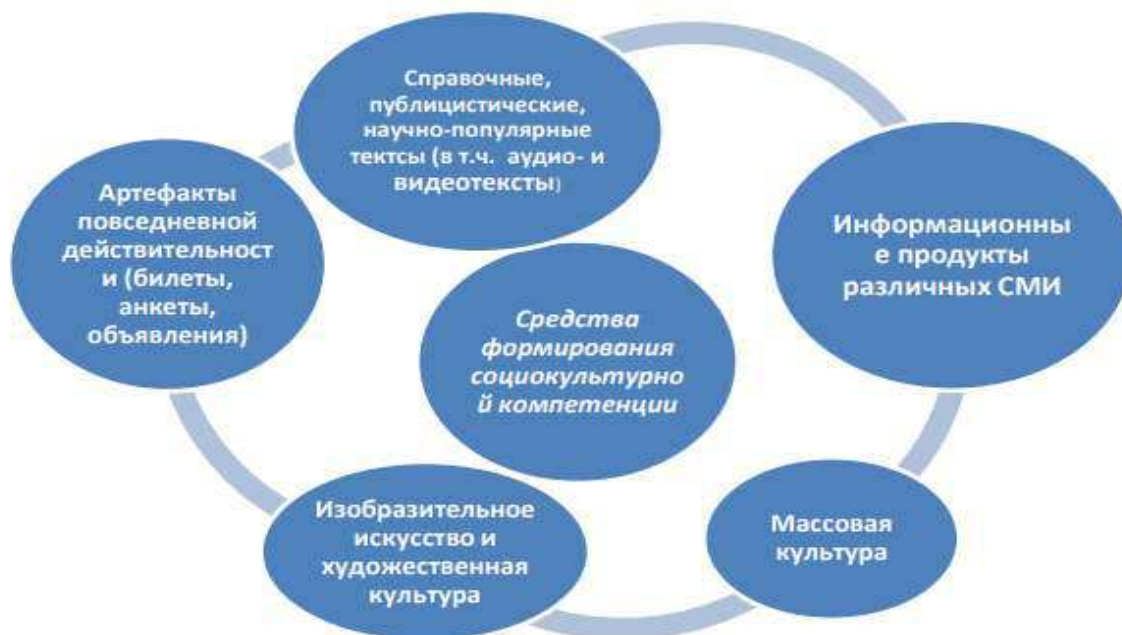 Справочные,
публицистические,
научно-популярные
тектсы (в т.ч. аудио- и
видеотексты)
Артефакты
повседневной
действительност
и (билеты,
анкеты,
объявления)
Информационны
е продукты
различных СМИ
Средства
формирования
социокультурно
й компетенции
Изобразительное
искусство и
художественная
культура
Массовая
культура